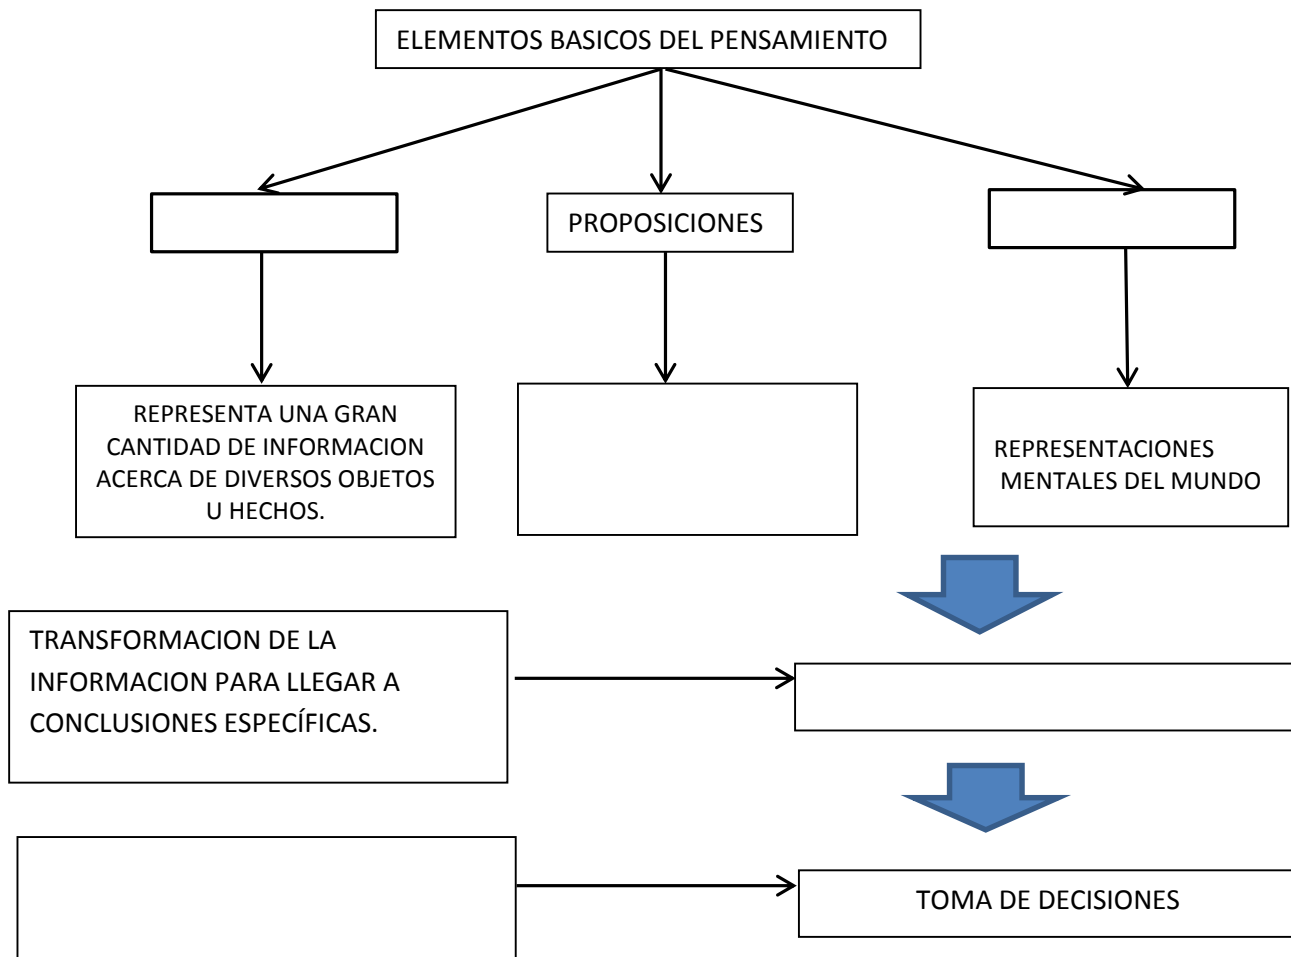 ELEMENTOS BASICOS DEL PENSAMIENTO
PROPOSICIONES
REPRESENTA UNA GRAN
CANTIDAD DE INFORMACION
ACERCA DE DIVERSOS OBJETOS
U HECHOS.
REPRESENTACIONES
MENTALES DEL MUNDO
TRANSFORMACION DE LA
INFORMACION PARA LLEGAR A
CONCLUSIONES ESPECÍFICAS.
TOMA DE DECISIONES